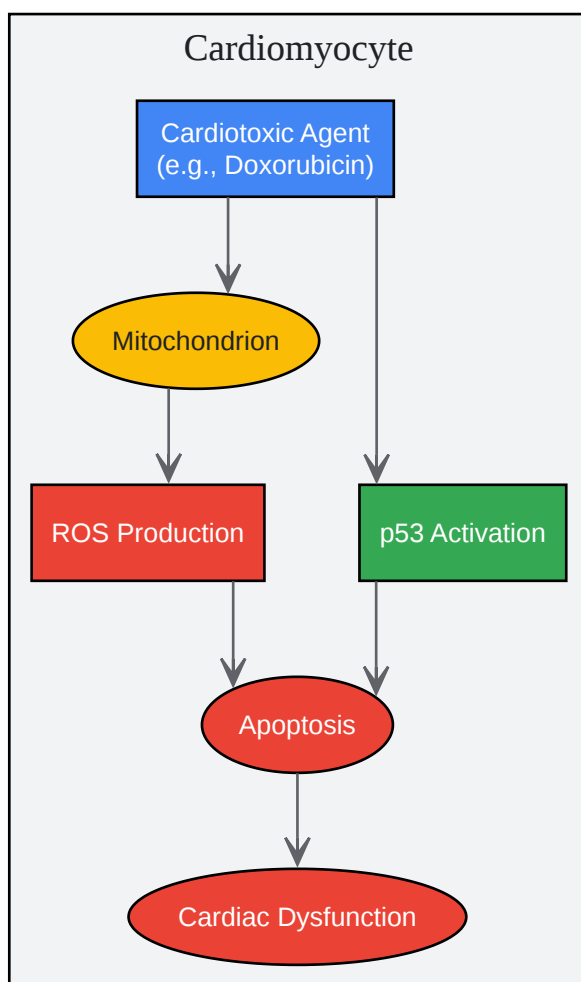 Cardiomyocyte
Cardiotoxic Agent
(e.g., Doxorubicin)
Mitochondrion
ROS Production
p53 Activation
Apoptosis
Cardiac Dysfunction